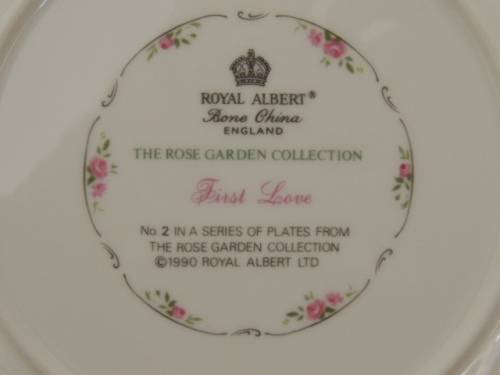 ROYAL ALBERT®
Bone China
ENGLAND
THE ROSE GARDEN COLLECTION
First Love
No. 2 IN A SERIES OF PLATES FROM
THE ROSE GARDEN COLLECTION
©1990 ROYAL ALBERT LTD